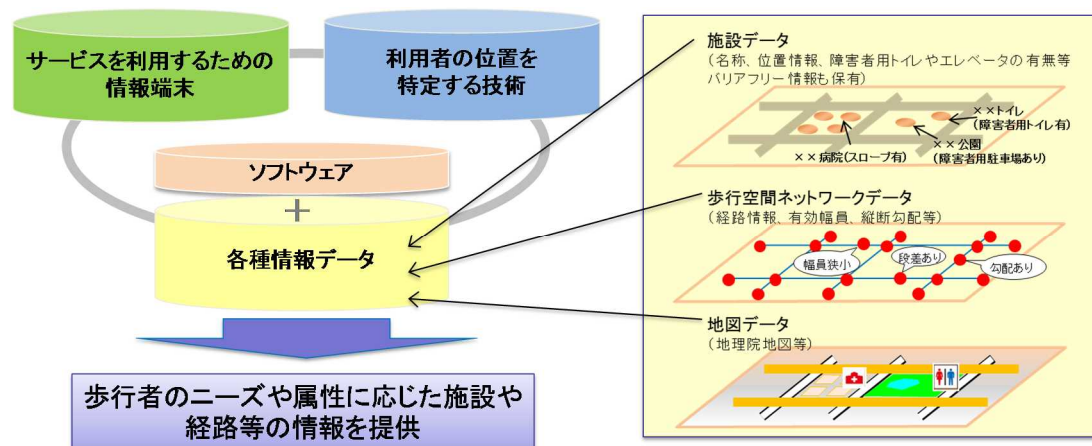 サービスを利用するための
情報端末
利用者の位置を
特定する技術
ソフトウェア
+
各種情報データ
歩行者のニーズや属性に応じた施設や
経路等の情報を提供
施設データ
(名称、位置情報、障害者用トイレやエレベータの有無等
バリアフリー情報も保有)
××トイレ
(障害者用トイレ有)
××病院(スロープ有)
××公園
(障害者用駐車場あり)
歩行空間ネットワークデータ
(経路情報、有効幅員、縦断勾配等)
幅員狭小
段差あり
勾配あり
地図データ
(地理院地図等)